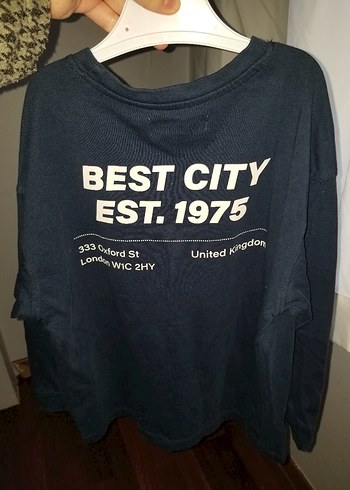 BEST CITY
EST. 1975
333 Oxford St
London W1C 2HY
United Kingdom